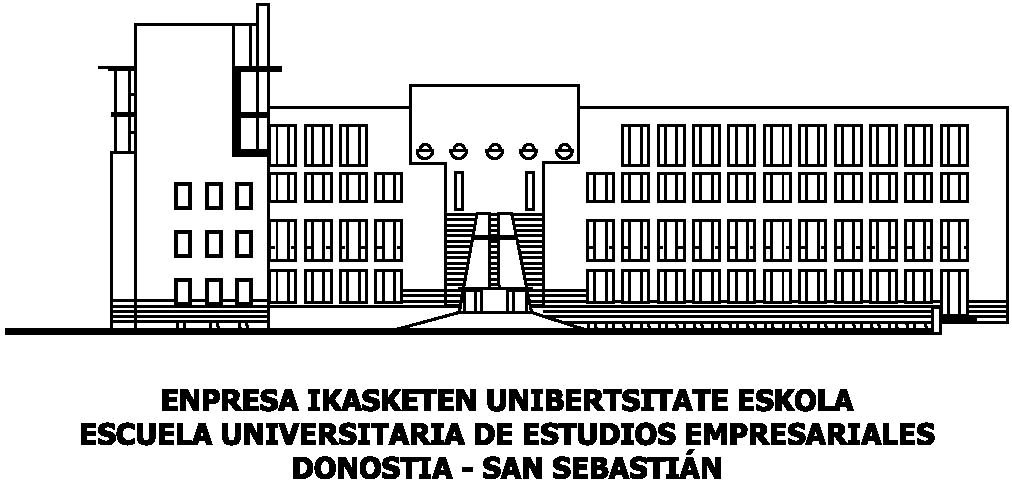 ENPRESA IKASKETEN UNIBERTSITATE ESKOLA
ESCUELA UNIVERSITARIA DE ESTUDIOS EMPRESARIALES
DONOSTIA - SAN SEBASTIÁN